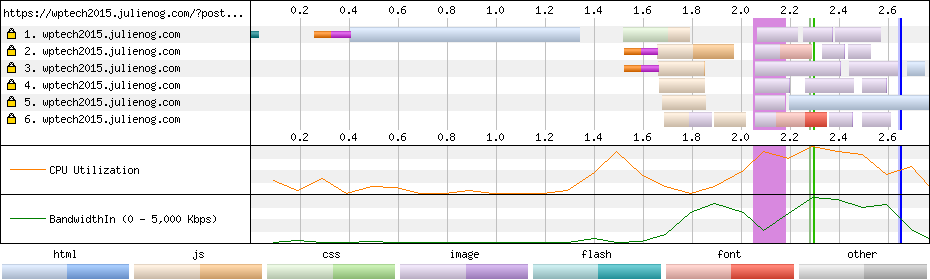 https://wptech2015.julienog.com/?post... 0.2 0.4 0.6 0.8 1.0 1.2 1.4 1.6 1.8 2.0 2.2 2.4 2.6
1. wptech2015.julienog.com
2. wptech2015.julienog.com
3. wptech2015.julienog.com
4. wptech2015.julienog.com
5. wptech2015.julienog.com
6. wptech2015.julienog.com
0.2 0.4 0.6 0.8 1.0 1.2 1.4 1.6 1.8 2.0 2.2 2.4 2.6
CPU Utilization
BandwidthIn (0 - 5,000 Kbps)
html js css image flash font other